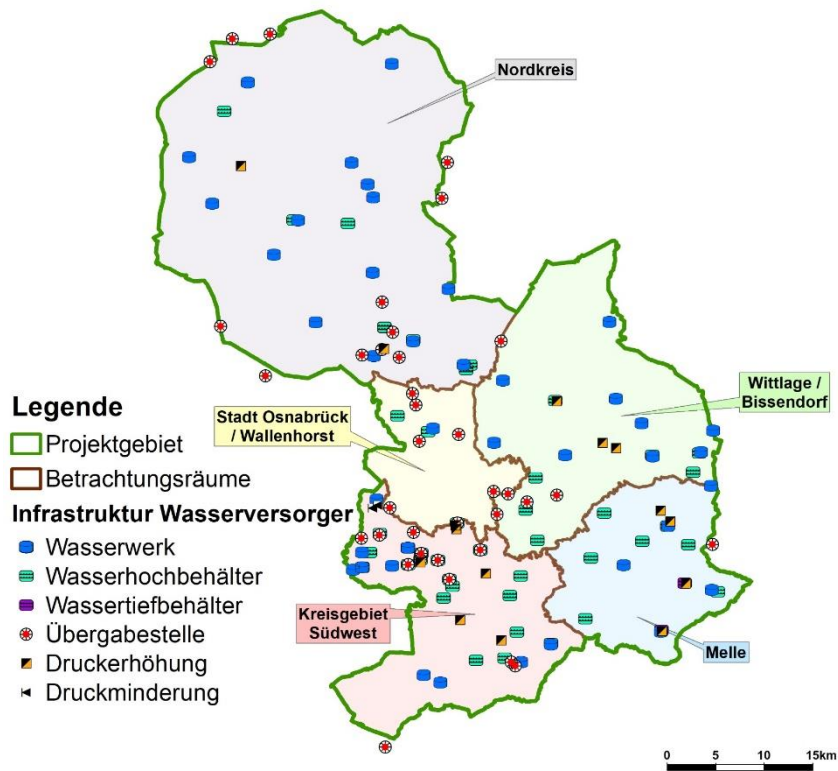 Nordkreis
Wittlage /
Bissendorf
Stadt Osnabrück
/ Wallenhorst
Kreisgebiet
Südwest
Melle
Legende
Projektgebiet
Betrachtungsräume
Infrastruktur Wasserversorger
Wasserwerk
Wasserhochbehälter
Wassertiefbehälter
Übergabestelle
Druckerhöhung
Druckminderung
0 5 10 15km